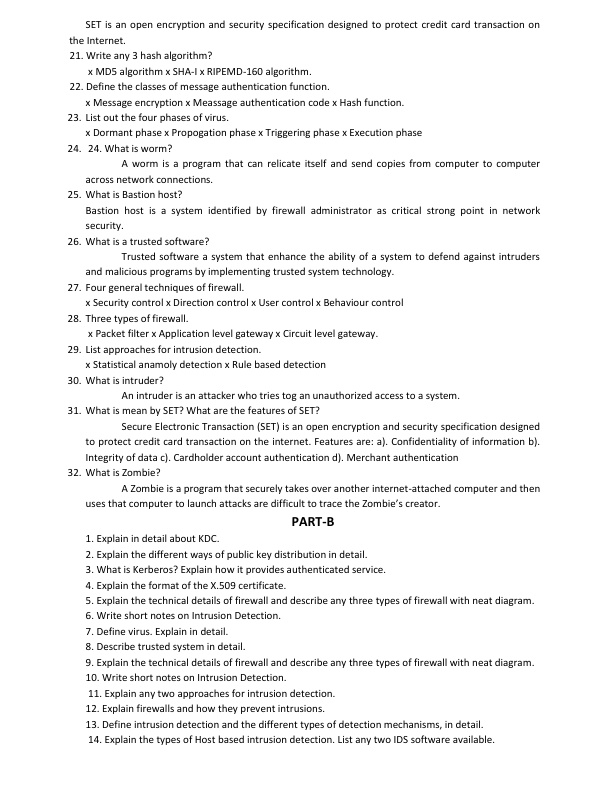 SET is an open encryption and security specification designed to protect credit card transaction on
the Internet.
21. Write any 3 hash algorithm?
x MD5 algorithm x SHA-I x RIPEMD-160 algorithm.
22. Define the classes of message authentication function.
x Message encryption x Meassage authentication code x Hash function.
23. List out the four phases of virus.
x Dormant phase x Propogation phase x Triggering phase x Execution phase
24. 24. What is worm?
A worm is a program that can relicate itself and send copies from computer to computer
across network connections.
25. What is Bastion host?
Bastion host is a system identified by firewall administrator as critical strong point in network
security.
26. What is a trusted software?
Trusted software a system that enhance the ability of a system to defend against intruders
and malicious programs by implementing trusted system technology.
27. Four general techniques of firewall.
x Security control x Direction control x User control x Behaviour control
28. Three types of firewall.
x Packet filter x Application level gateway x Circuit level gateway.
29. List approaches for intrusion detection.
x Statistical anamoly detection x Rule based detection
30. What is intruder?
An intruder is an attacker who tries tog an unauthorized access to a system.
31. What is mean by SET? What are the features of SET?
Secure Electronic Transaction (SET) is an open encryption and security specification designed
to protect credit card transaction on the internet. Features are: a). Confidentiality of information b).
Integrity of data c). Cardholder account authentication d). Merchant authentication
32. What is Zombie?
A Zombie is a program that securely takes over another internet-attached computer and then
uses that computer to launch attacks are difficult to trace the Zombie’s creator.
PART-B
1. Explain in detail about KDC.
2. Explain the different ways of public key distribution in detail.
3. What is Kerberos? Explain how it provides authenticated service.
4. Explain the format of the X.509 certificate.
5. Explain the technical details of firewall and describe any three types of firewall with neat diagram.
6. Write short notes on Intrusion Detection.
7. Define virus. Explain in detail.
8. Describe trusted system in detail.
9. Explain the technical details of firewall and describe any three types of firewall with neat diagram.
10. Write short notes on Intrusion Detection.
11. Explain any two approaches for intrusion detection.
12. Explain firewalls and how they prevent intrusions.
13. Define intrusion detection and the different types of detection mechanisms, in detail.
14. Explain the types of Host based intrusion detection. List any two IDS software available.